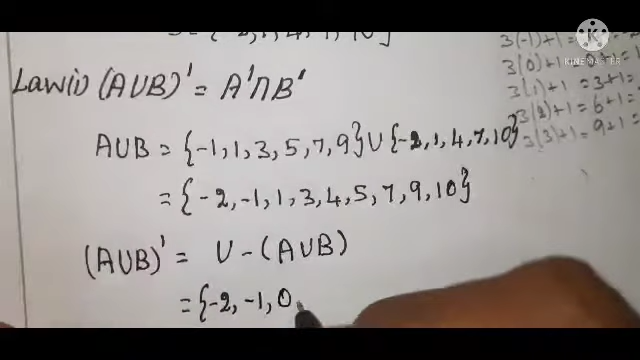 Law(i) (A∪B)' = A'∩B'
A∪B = {-1, 1, 3, 5, 7, 9} ∪ {-2, 1, 4, 7, 10}
= {-2, -1, 1, 3, 4, 5, 7, 9, 10}
(A∪B)' = U - (A∪B)
= {-2, -1, 0
3(-1)+1 =
3(0)+1 = 0+1 =
3(1)+1 = 3+1 =
3(2)+1 = 6+1 =
3(3)+1 = 9+1 =
KINEMASTER